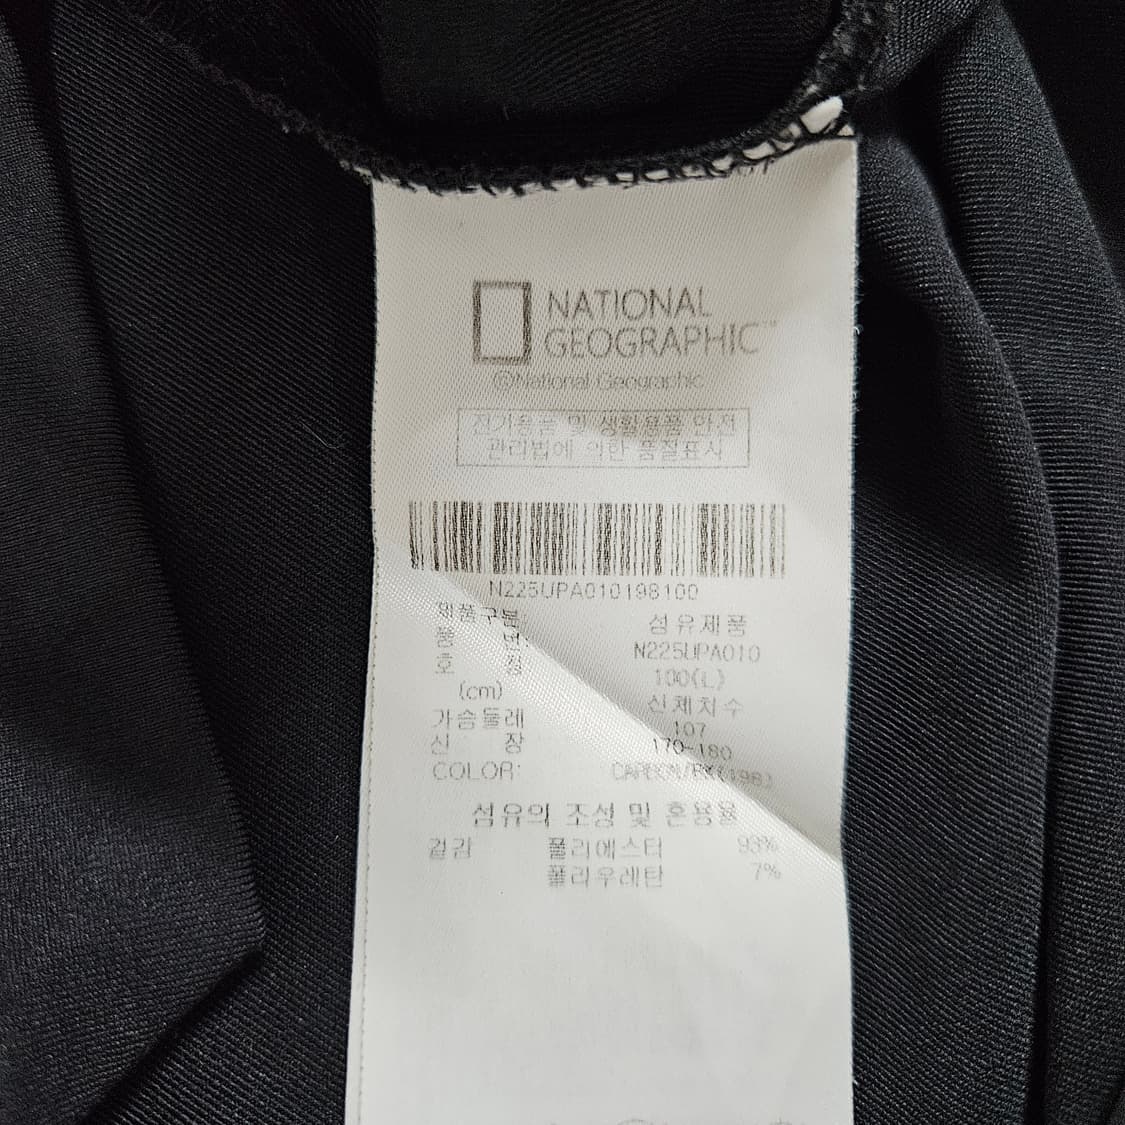 NATIONAL
GEOGRAPHIC™
©National Geographic
전기용품 및 생활용품 안전
관리법에 의한 품질표시
N225UPA010198100
제품구분: 섬유제품
품 번: N225UPA010
호 칭 100(L)
(cm) 신체치수
가슴둘레 107
신 장 170-180
COLOR: CARBON/BK(198)
섬유의 조성 및 혼용율
겉감 폴리에스터 93%
폴리우레탄 7%